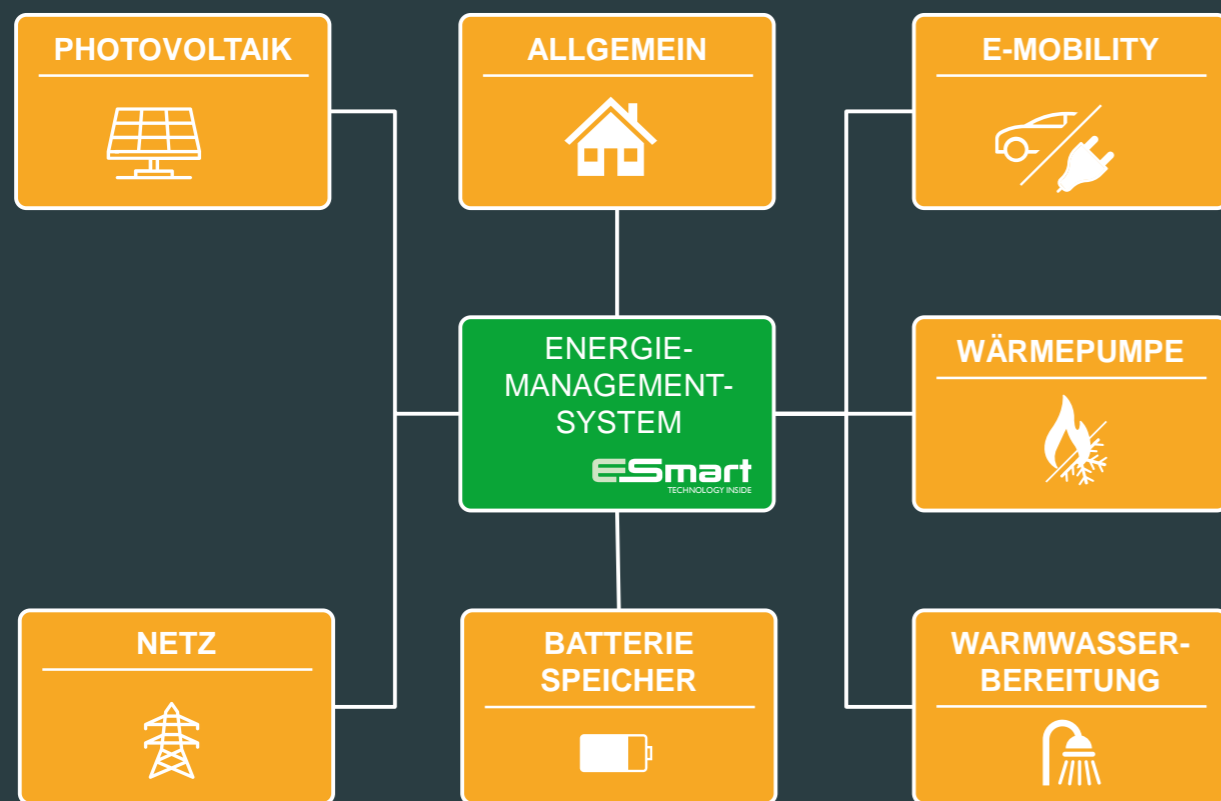 PHOTOVOLTAIK
ALLGEMEIN
E-MOBILITY
ENERGIE-
MANAGEMENT-
SYSTEM
ESmart
TECHNOLOGY INSIDE
WÄRMEPUMPE
NETZ
BATTERIE
SPEICHER
WARMWASSER-
BEREITUNG